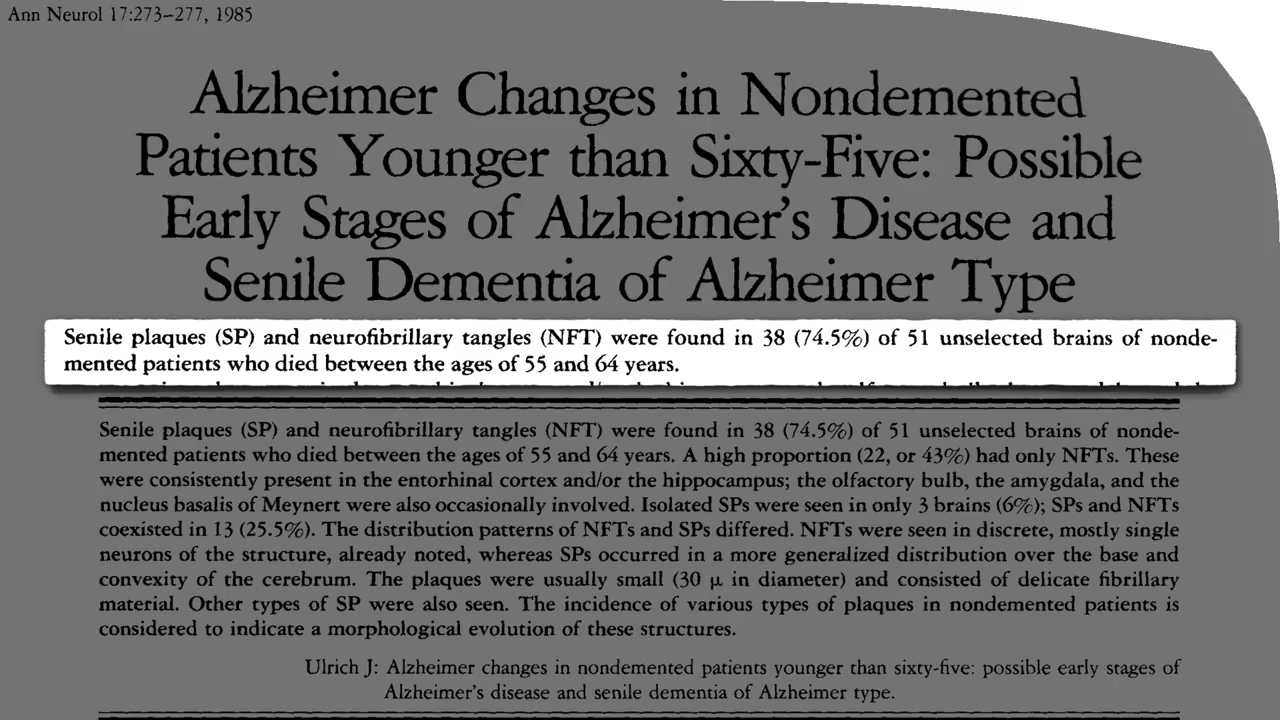 Ann Neurol 17:273–277, 1985
Alzheimer Changes in Nondemented
Patients Younger than Sixty-Five: Possible
Early Stages of Alzheimer's Disease and
Senile Dementia of Alzheimer Type
Senile plaques (SP) and neurofibrillary tangles (NFT) were found in 38 (74.5%) of 51 unselected brains of nonde-
mented patients who died between the ages of 55 and 64 years.
Senile plaques (SP) and neurofibrillary tangles (NFT) were found in 38 (74.5%) of 51 unselected brains of nonde-
mented patients who died between the ages of 55 and 64 years. A high proportion (22, or 43%) had only NFTs. These
were consistently present in the entorhinal cortex and/or the hippocampus; the olfactory bulb, the amygdala, and the
nucleus basalis of Meynert were also occasionally involved. Isolated SPs were seen in only 3 brains (6%); SPs and NFTs
coexisted in 13 (25.5%). The distribution patterns of NFTs and SPs differed. NFTs were seen in discrete, mostly single
neurons of the structure, already noted, whereas SPs occurred in a more generalized distribution over the base and
convexity of the cerebrum. The plaques were usually small (30 μ in diameter) and consisted of delicate fibrillary
material. Other types of SP were also seen. The incidence of various types of plaques in nondemented patients is
considered to indicate a morphological evolution of these structures.
Ulrich J: Alzheimer changes in nondemented patients younger than sixty-five: possible early stages of
Alzheimer's disease and senile dementia of Alzheimer type.